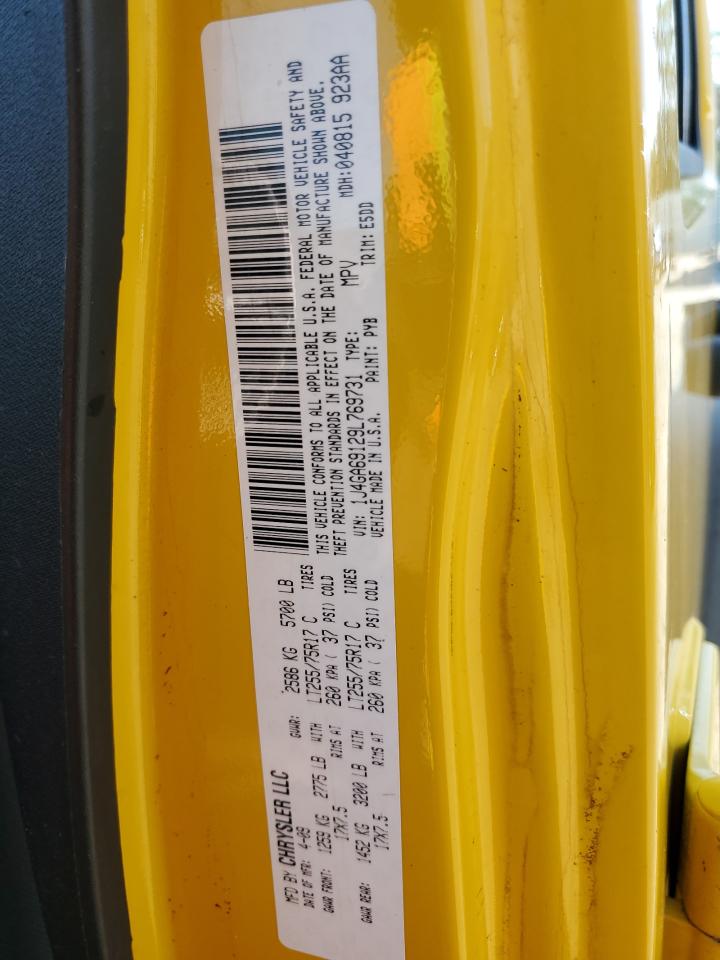 MFD BY CHRYSLER LLC
DATE OF MFR: 4-09 GVWR: 2586 KG 5700 LB
GAWR FRONT: 1259 KG 2775 LB WITH LT255/75R17 C TIRES
17X7.5 RIMS AT 260 KPA ( 37 PSI) COLD
GAWR REAR: 1452 KG 3200 LB WITH LT255/75R17 C TIRES
17X7.5 RIMS AT 260 KPA ( 37 PSI) COLD
THIS VEHICLE CONFORMS TO ALL APPLICABLE U.S.A. FEDERAL MOTOR VEHICLE SAFETY AND
THEFT PREVENTION STANDARDS IN EFFECT ON THE DATE OF MANUFACTURE SHOWN ABOVE.
VIN: 1J4GA69129L769731 TYPE: MPV MDH: 040815 923AA
VEHICLE MADE IN U.S.A. PAINT: PYB TRIM: E5DD